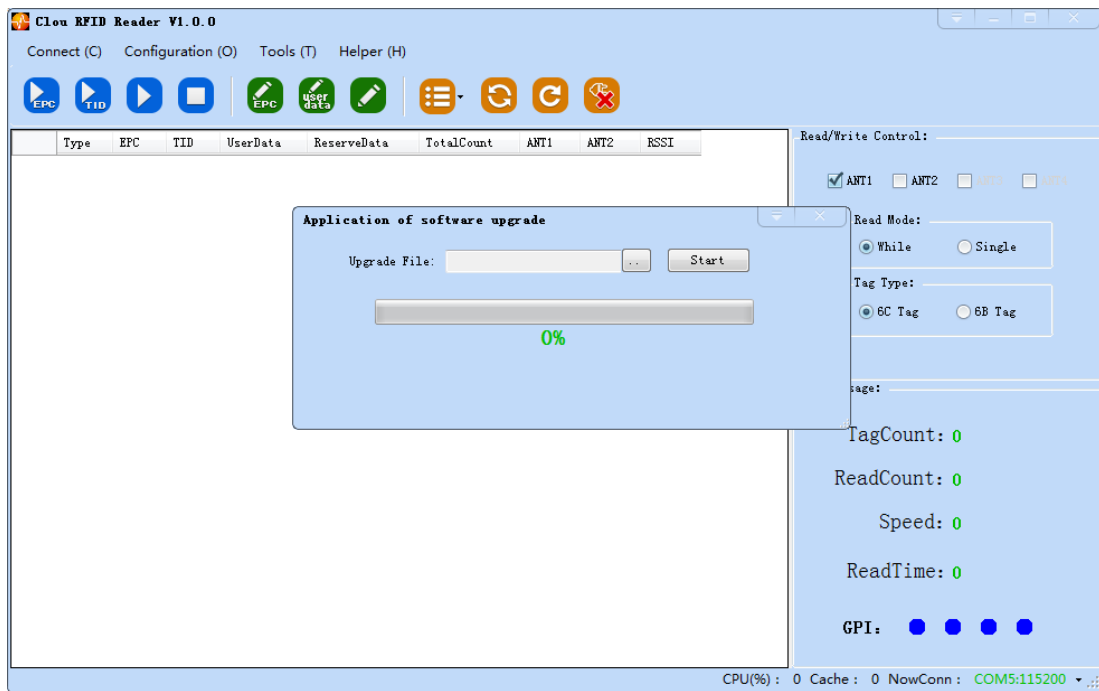 Clou RFID Reader V1.0.0
Connect (C) Configuration (O) Tools (T) Helper (H)
EPC TID EPC user data
Type EPC TID UserData ReserveData TotalCount ANT1 ANT2 RSSI
Read/Write Control:
ANT1 ANT2
Application of software upgrade
Read Mode:
While Single
Upgrade File: .. Start
Tag Type:
6C Tag 6B Tag
0%
sage:
TagCount: 0
ReadCount: 0
Speed: 0
ReadTime: 0
GPI:
CPU(%) : 0 Cache : 0 NowConn : COM5:115200